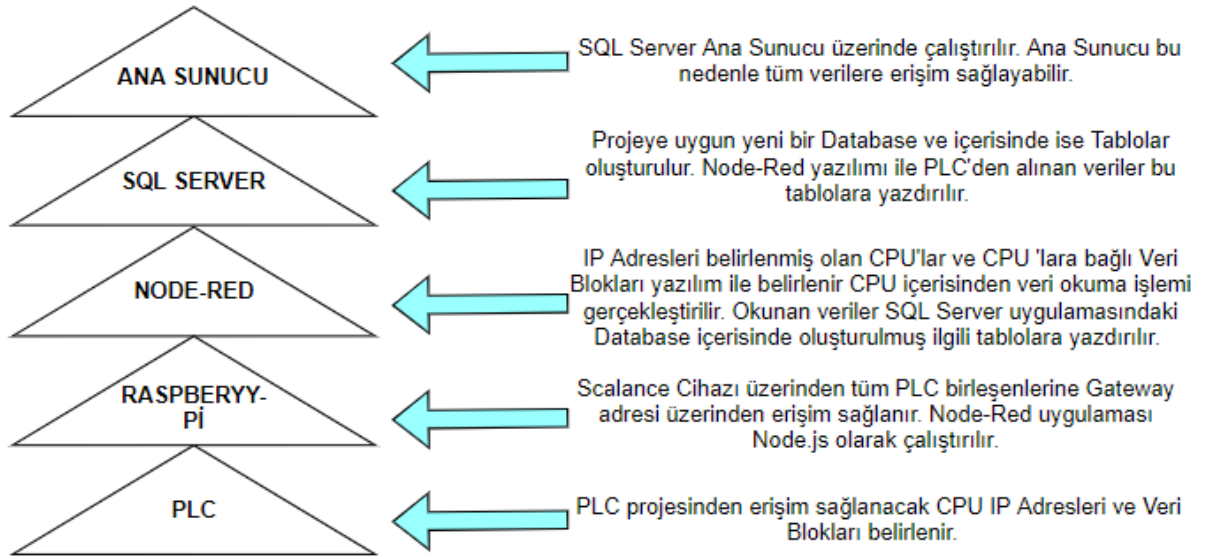 ANA SUNUCU
SQL Server Ana Sunucu üzerinde çalıştırılır. Ana Sunucu bu
nedenle tüm verilere erişim sağlayabilir.
SQL SERVER
Projeye uygun yeni bir Database ve içerisinde ise Tablolar
oluşturulur. Node-Red yazılımı ile PLC'den alınan veriler bu
tablolara yazdırılır.
NODE-RED
IP Adresleri belirlenmiş olan CPU'lar ve CPU 'lara bağlı Veri
Blokları yazılım ile belirlenir CPU içerisinden veri okuma işlemi
gerçekleştirilir. Okunan veriler SQL Server uygulamasındaki
Database içerisinde oluşturulmuş ilgili tablolara yazdırılır.
RASPBERYY-
Pİ
Scalance Cihazı üzerinden tüm PLC birleşenlerine Gateway
adresi üzerinden erişim sağlanır. Node-Red uygulaması
Node.js olarak çalıştırılır.
PLC
PLC projesinden erişim sağlanacak CPU IP Adresleri ve Veri
Blokları belirlenir.